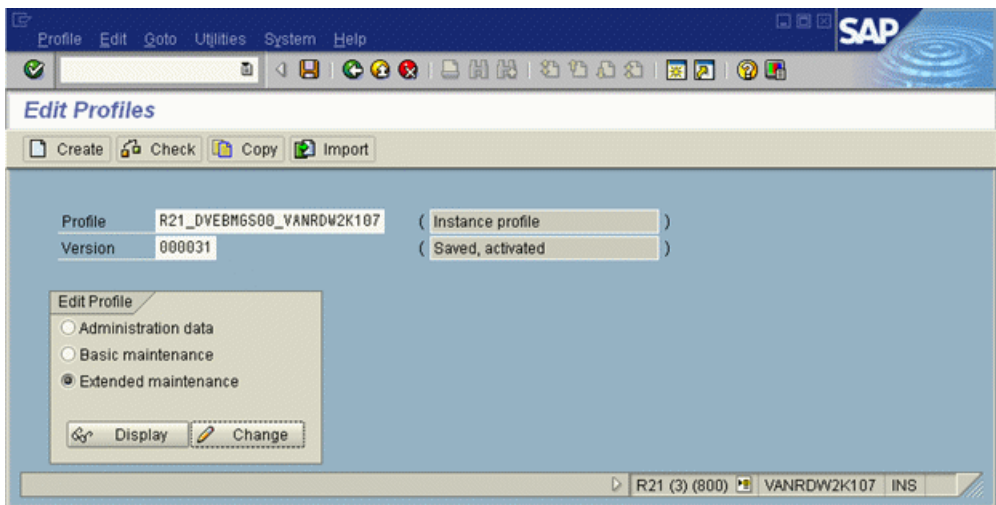 Profile Edit Goto Utilities System Help
SAP
Edit Profiles
Create Check Copy Import
Profile R21_DVEBMGS00_VANRDW2K107 ( Instance profile )
Version 000031 ( Saved, activated )
Edit Profile
Administration data
Basic maintenance
Extended maintenance
Display Change
R21 (3) (800) VANRDW2K107 INS